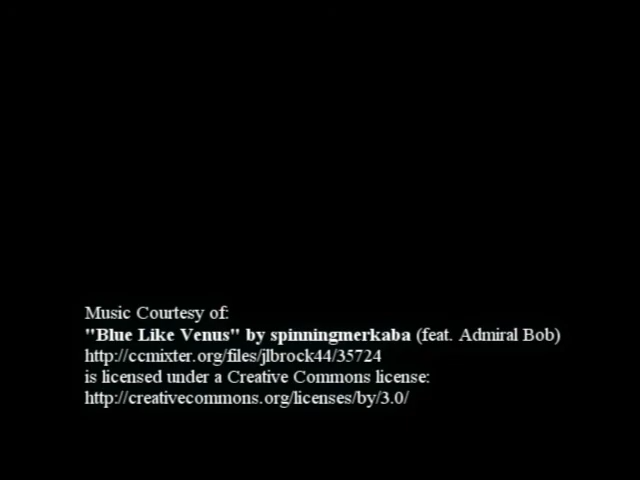 Music Courtesy of:
"Blue Like Venus" by spinningmerkaba (feat. Admiral Bob)
http://ccmixter.org/files/jlbrock44/35724
is licensed under a Creative Commons license:
http://creativecommons.org/licenses/by/3.0/